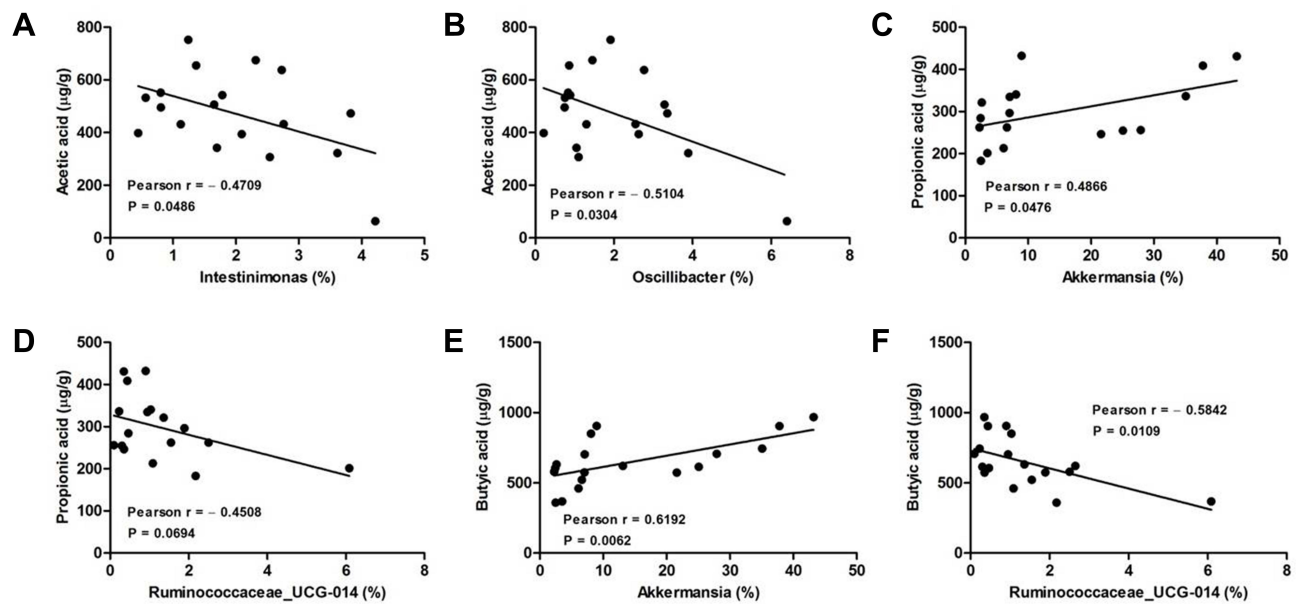 A
800
600
400
200
0
Acetic acid (µg/g)
Pearson r = − 0.4709
P = 0.0486
0 1 2 3 4 5
Intestinimonas (%)
B
800
600
400
200
0
Acetic acid (µg/g)
Pearson r = − 0.5104
P = 0.0304
0 2 4 6 8
Oscillibacter (%)
C
500
400
300
200
100
0
Propionic acid (µg/g)
Pearson r = 0.4866
P = 0.0476
0 10 20 30 40 50
Akkermansia (%)
D
500
400
300
200
100
0
Propionic acid (µg/g)
Pearson r = − 0.4508
P = 0.0694
0 2 4 6 8
Ruminococcaceae_UCG-014 (%)
E
1500
1000
500
0
Butyic acid (µg/g)
Pearson r = 0.6192
P = 0.0062
0 10 20 30 40 50
Akkermansia (%)
F
1500
1000
500
0
Butyic acid (µg/g)
Pearson r = − 0.5842
P = 0.0109
0 2 4 6 8
Ruminococcaceae_UCG-014 (%)